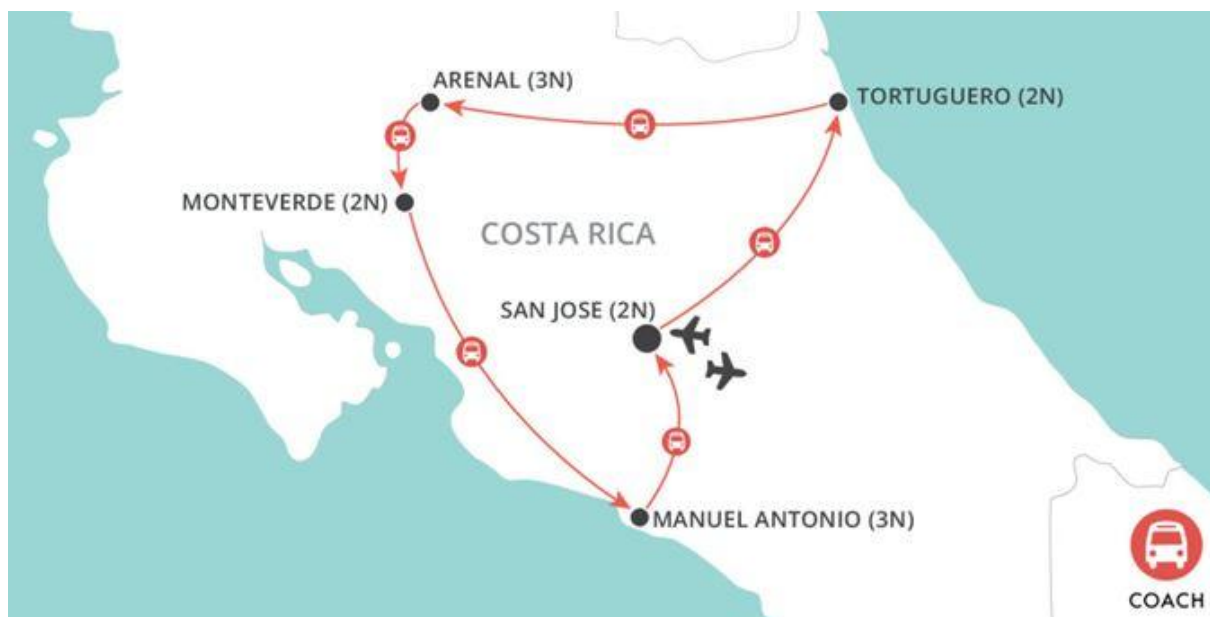 ARENAL (3N)
TORTUGUERO (2N)
MONTEVERDE (2N)
COSTA RICA
SAN JOSE (2N)
MANUEL ANTONIO (3N)
COACH